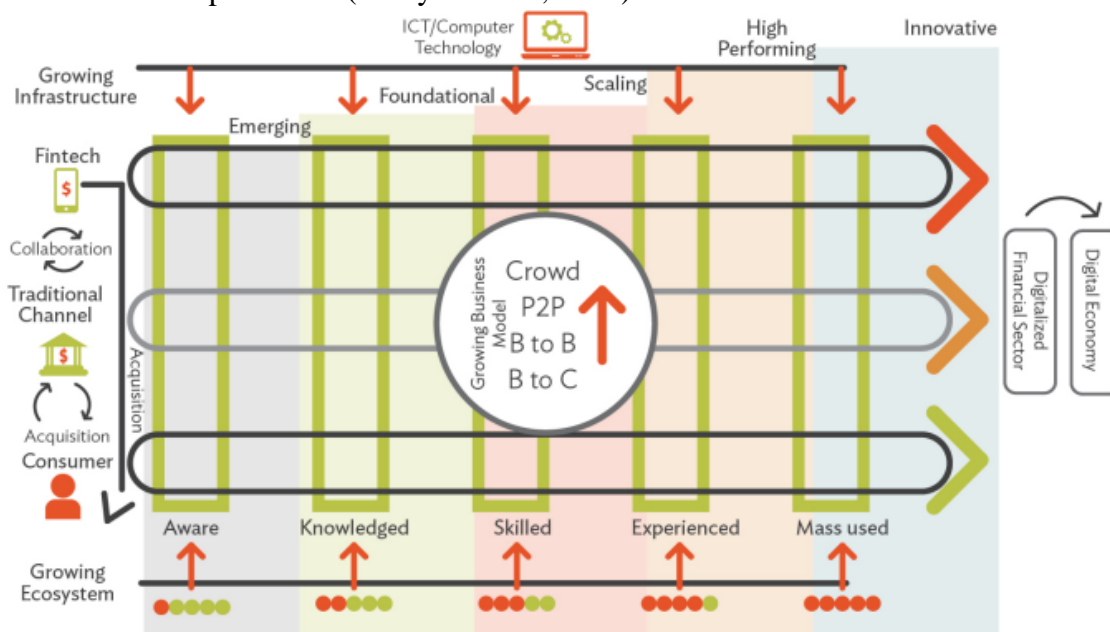 ICT/Computer
Technology
High
Performing
Innovative
Growing
Infrastructure
Scaling
Foundational
Emerging
Fintech
$
Collaboration
Traditional
Channel
$
Acquisition
Acquisition
Consumer
Growing Business
Model
Crowd
P2P
B to B
B to C
Digitalized
Financial Sector
Digital Economy
Aware
Knowledged
Skilled
Experienced
Mass used
Growing
Ecosystem